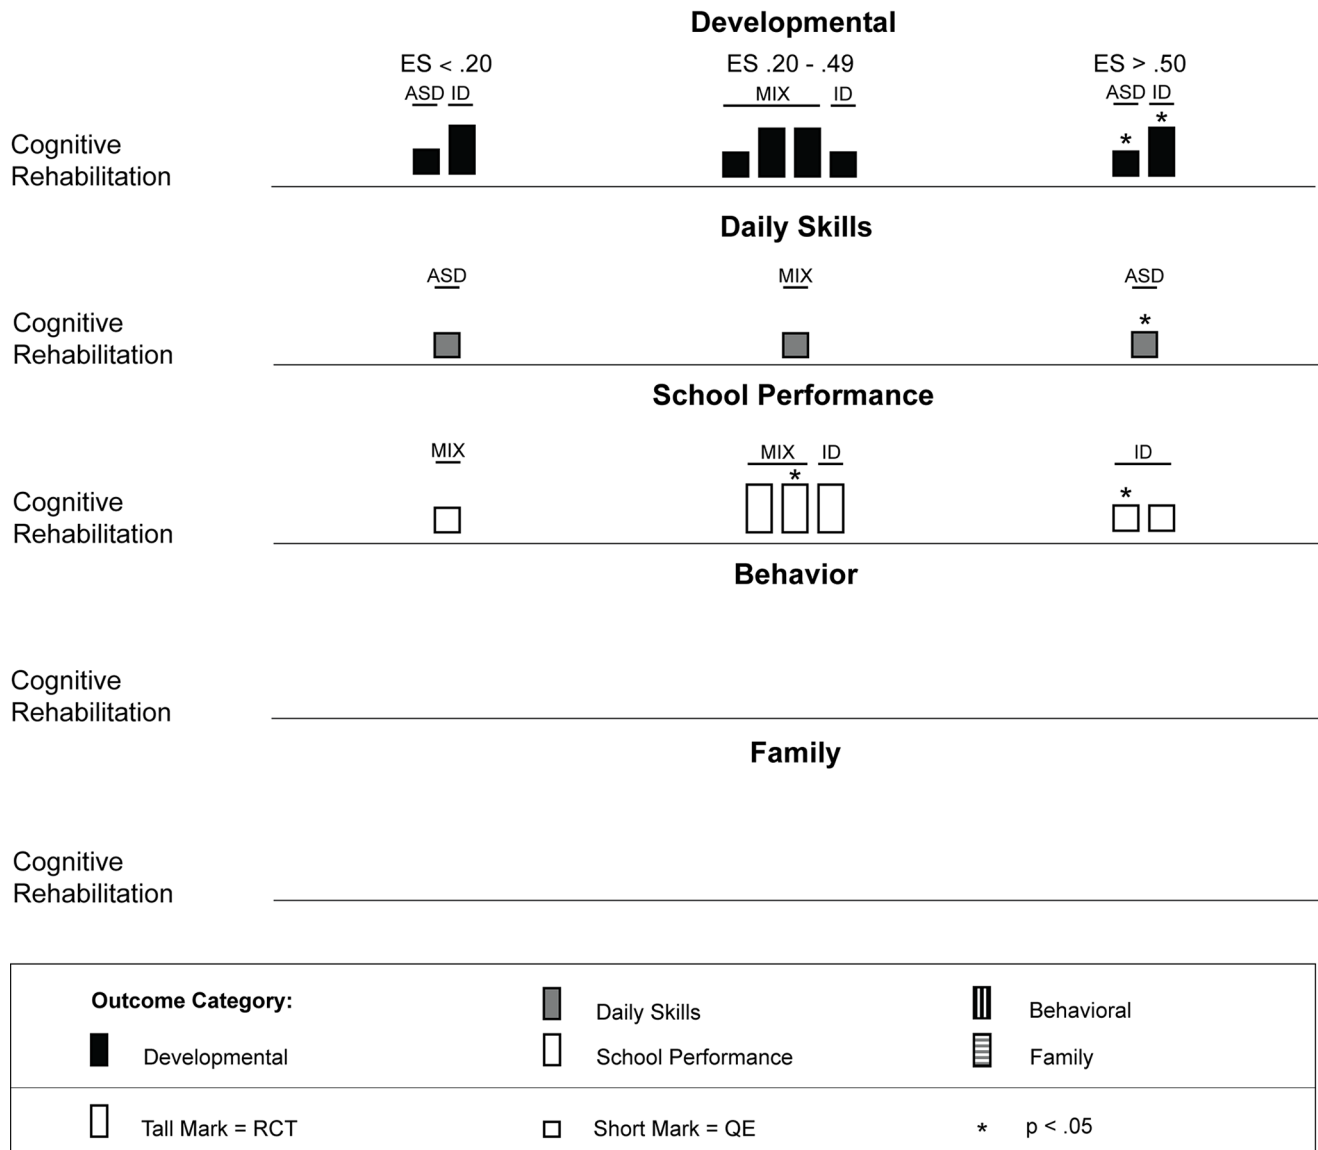 Developmental
ES < .20 ES .20 - .49 ES > .50
ASD ID MIX ID ASD ID
* *
Cognitive
Rehabilitation
Daily Skills
ASD MIX ASD
*
Cognitive
Rehabilitation
School Performance
MIX MIX ID ID
* *
Cognitive
Rehabilitation
Behavior
Cognitive
Rehabilitation
Family
Cognitive
Rehabilitation
Outcome Category: Daily Skills Behavioral
Developmental School Performance Family
Tall Mark = RCT Short Mark = QE * p < .05